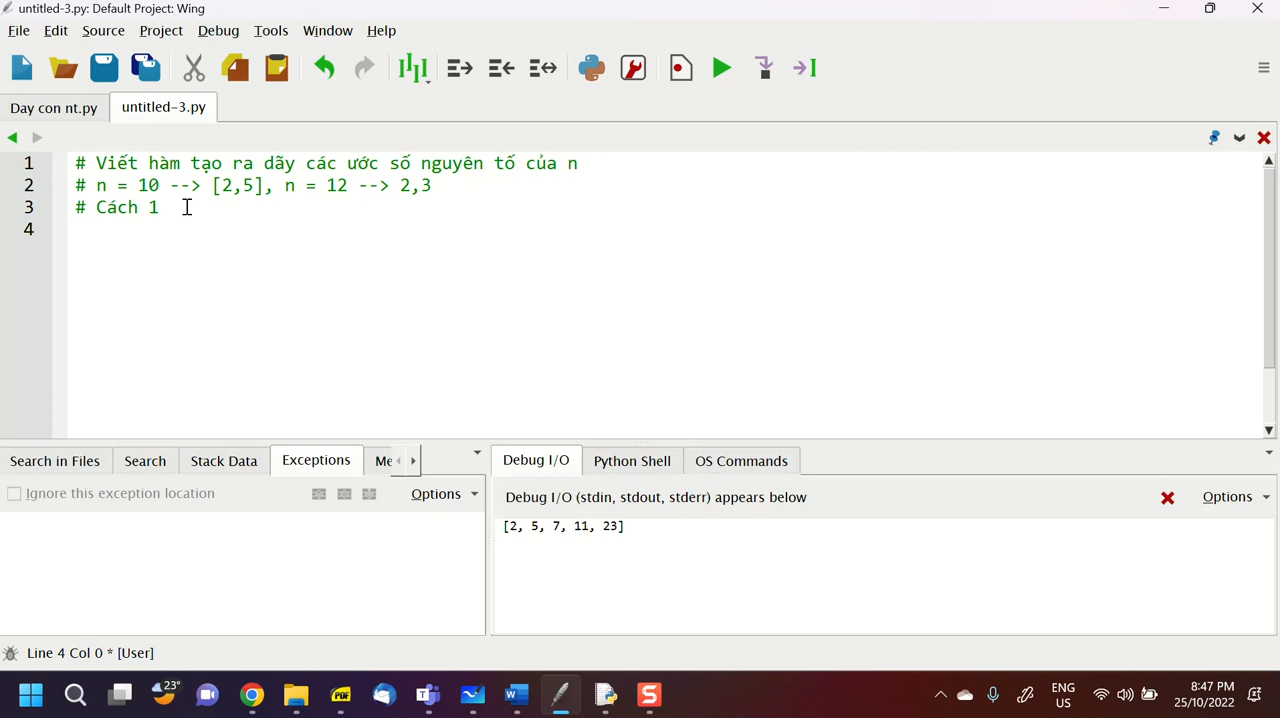 untitled-3.py: Default Project: Wing
File Edit Source Project Debug Tools Window Help
Day con nt.py untitled-3.py
1 # Viết hàm tạo ra dãy các ước số nguyên tố của n
2 # n = 10 --> [2,5], n = 12 --> 2,3
3 # Cách 1
4
Search in Files Search Stack Data Exceptions Me
Debug I/O Python Shell OS Commands
Ignore this exception location Options
Debug I/O (stdin, stdout, stderr) appears below Options
[2, 5, 7, 11, 23]
Line 4 Col 0 * [User]
23°
PDF
ENG
US
8:47 PM
25/10/2022